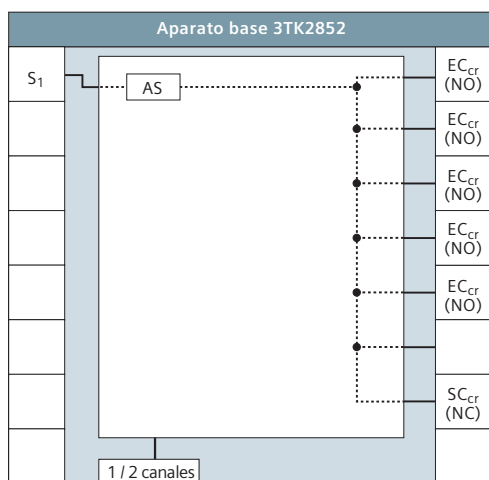 Aparato base 3TK2852
S1
AS
ECcr
(NO)
ECcr
(NO)
ECcr
(NO)
ECcr
(NO)
ECcr
(NO)
SCcr
(NC)
1 / 2 canales